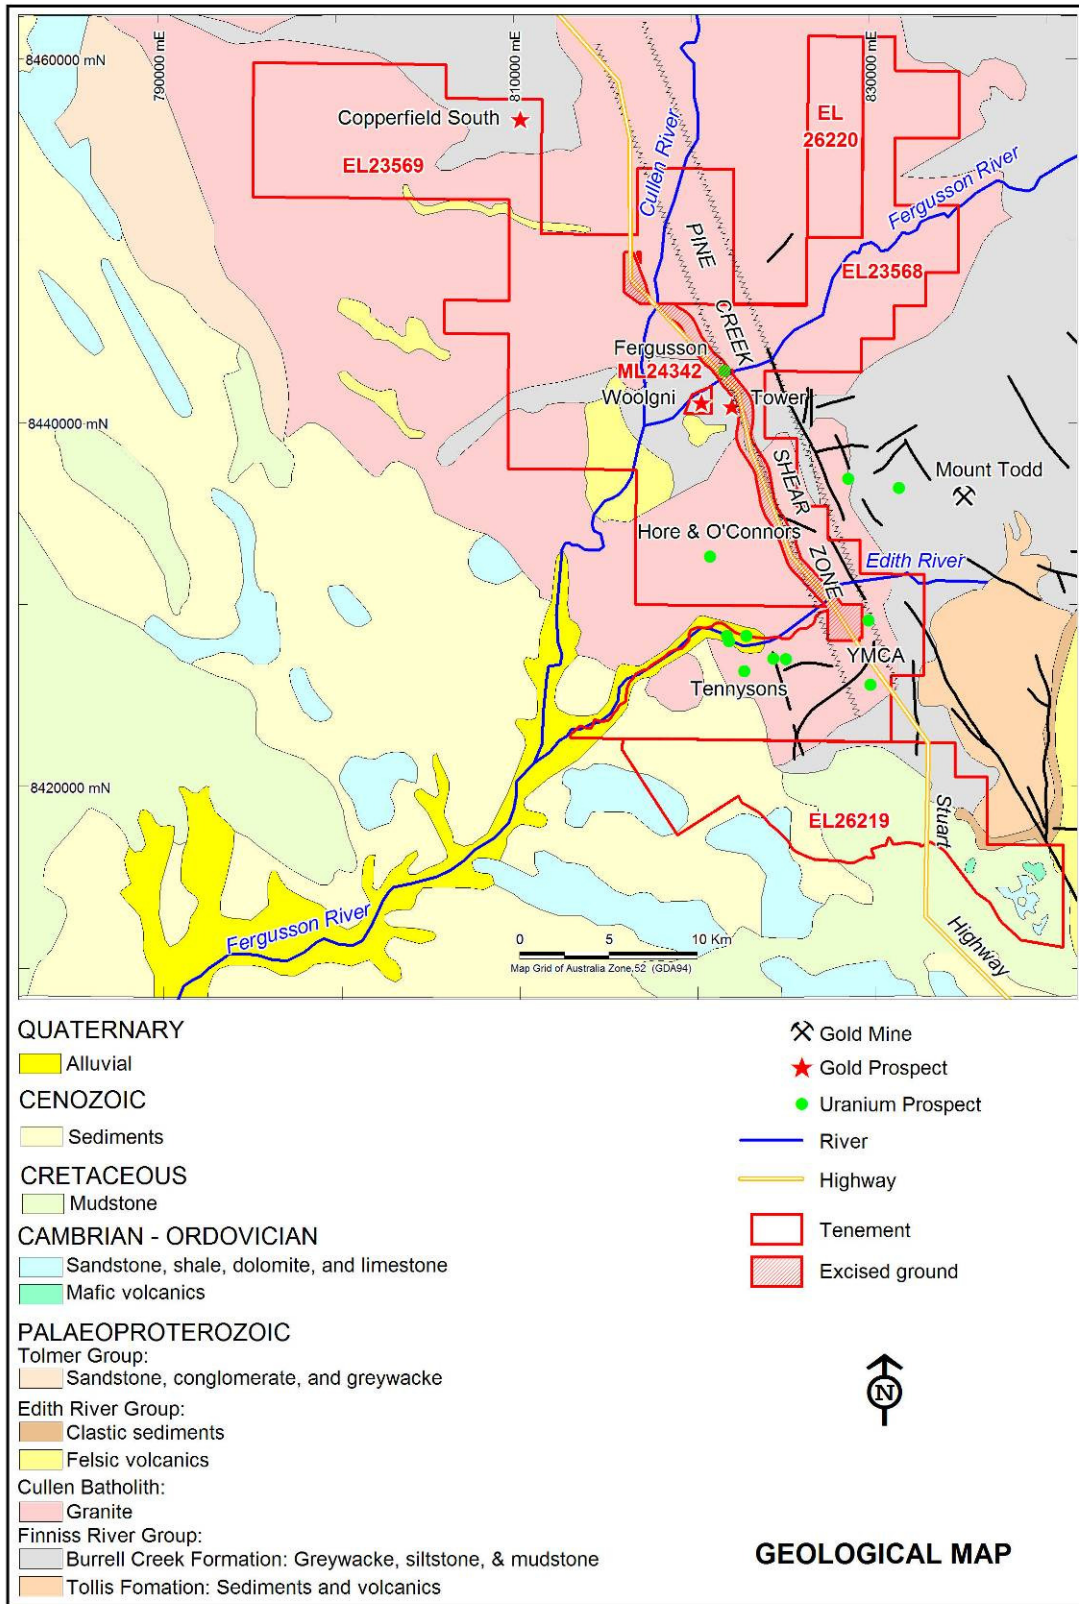 8460000 mN
790000 mE
810000 mE
830000 mE
Copperfield South
EL23569
Cullen River
EL
26220
Fergusson River
PINE
CREEK
SHEAR
ZONE
EL23568
Fergusson
ML24342
Woolgni
Tower
8440000 mN
Mount Todd
Hore & O'Connors
Edith River
YMCA
Tennysons
8420000 mN
EL26219
Stuart
Highway
Fergusson River
0 5 10 Km
Map Grid of Australia Zone 52 (GDA94)
QUATERNARY
Alluvial
CENOZOIC
Sediments
CRETACEOUS
Mudstone
CAMBRIAN - ORDOVICIAN
Sandstone, shale, dolomite, and limestone
Mafic volcanics
PALAEOPROTEROZOIC
Tolmer Group:
Sandstone, conglomerate, and greywacke
Edith River Group:
Clastic sediments
Felsic volcanics
Cullen Batholith:
Granite
Finniss River Group:
Burrell Creek Formation: Greywacke, siltstone, & mudstone
Tollis Fomation: Sediments and volcanics
Gold Mine
Gold Prospect
Uranium Prospect
River
Highway
Tenement
Excised ground
N
GEOLOGICAL MAP